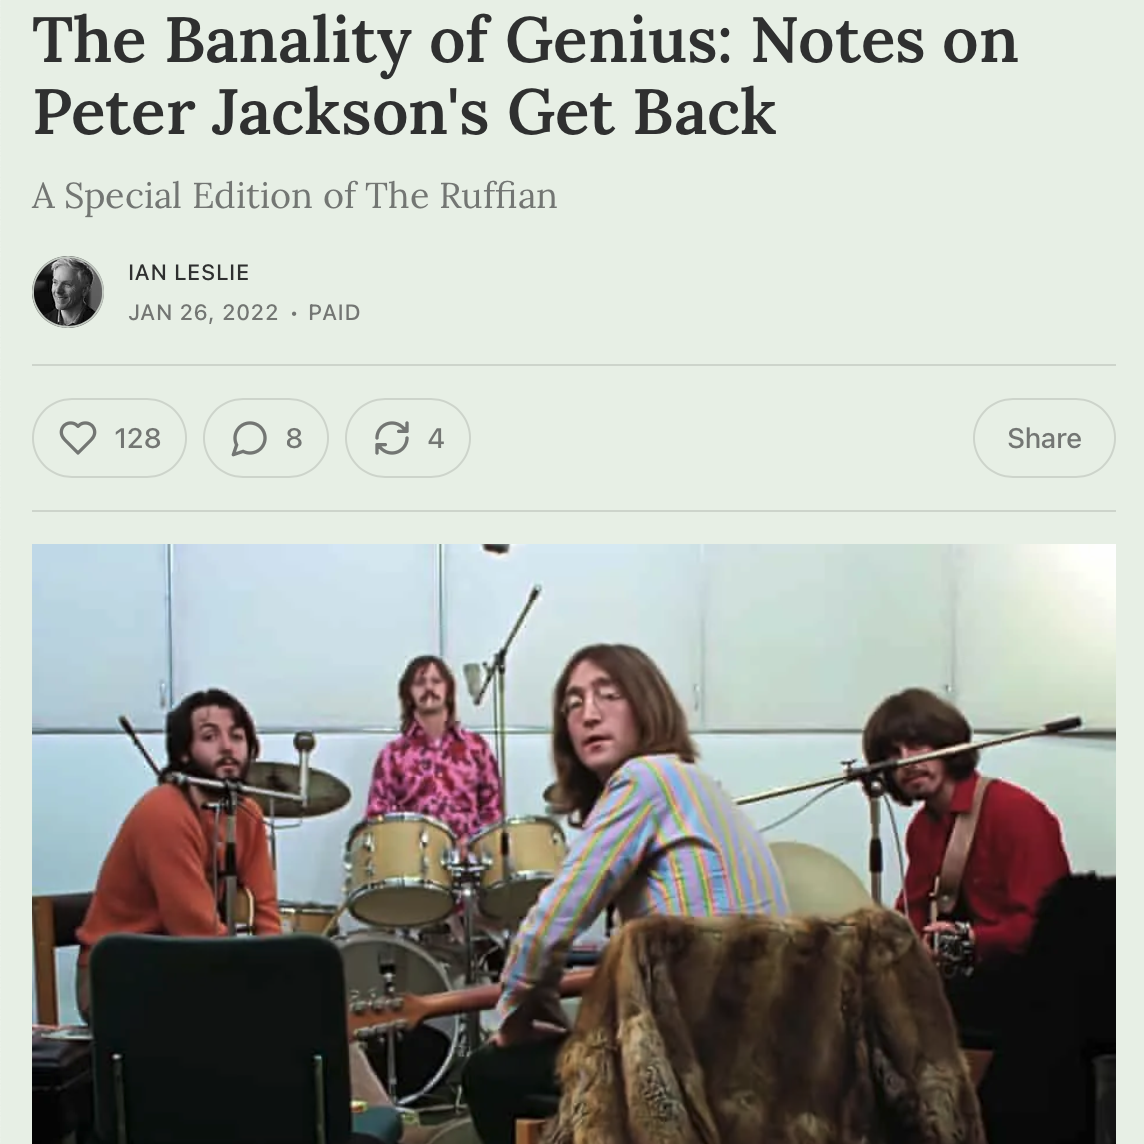 The Banality of Genius: Notes on
Peter Jackson's Get Back
A Special Edition of The Ruffian
IAN LESLIE
JAN 26, 2022 • PAID
128
8
4
Share